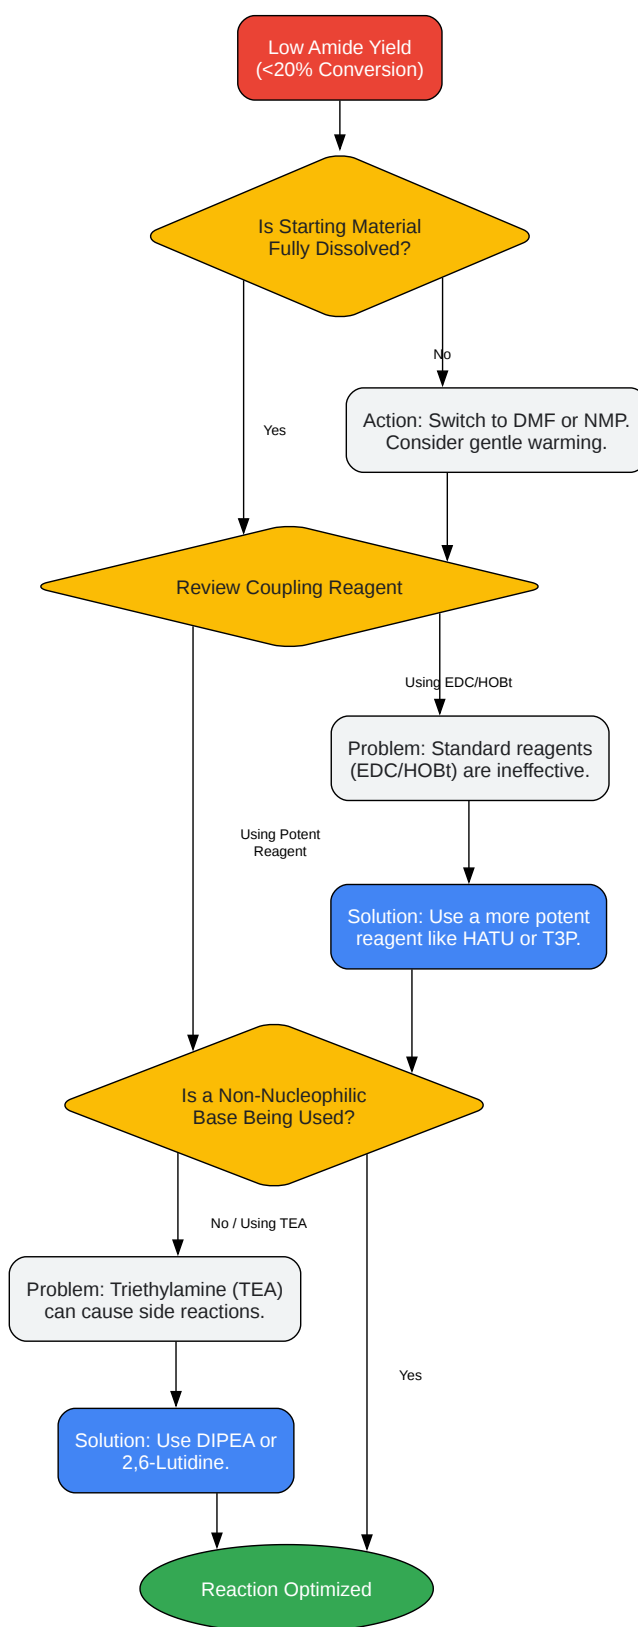 Low Amide Yield
(<20% Conversion)
Is Starting Material
Fully Dissolved?
No
Action: Switch to DMF or NMP.
Consider gentle warming.
Yes
Review Coupling Reagent
Using EDC/HOBt
Problem: Standard reagents
(EDC/HOBt) are ineffective.
Using Potent
Reagent
Solution: Use a more potent
reagent like HATU or T3P.
Is a Non-Nucleophilic
Base Being Used?
No / Using TEA
Problem: Triethylamine (TEA)
can cause side reactions.
Yes
Solution: Use DIPEA or
2,6-Lutidine.
Reaction Optimized